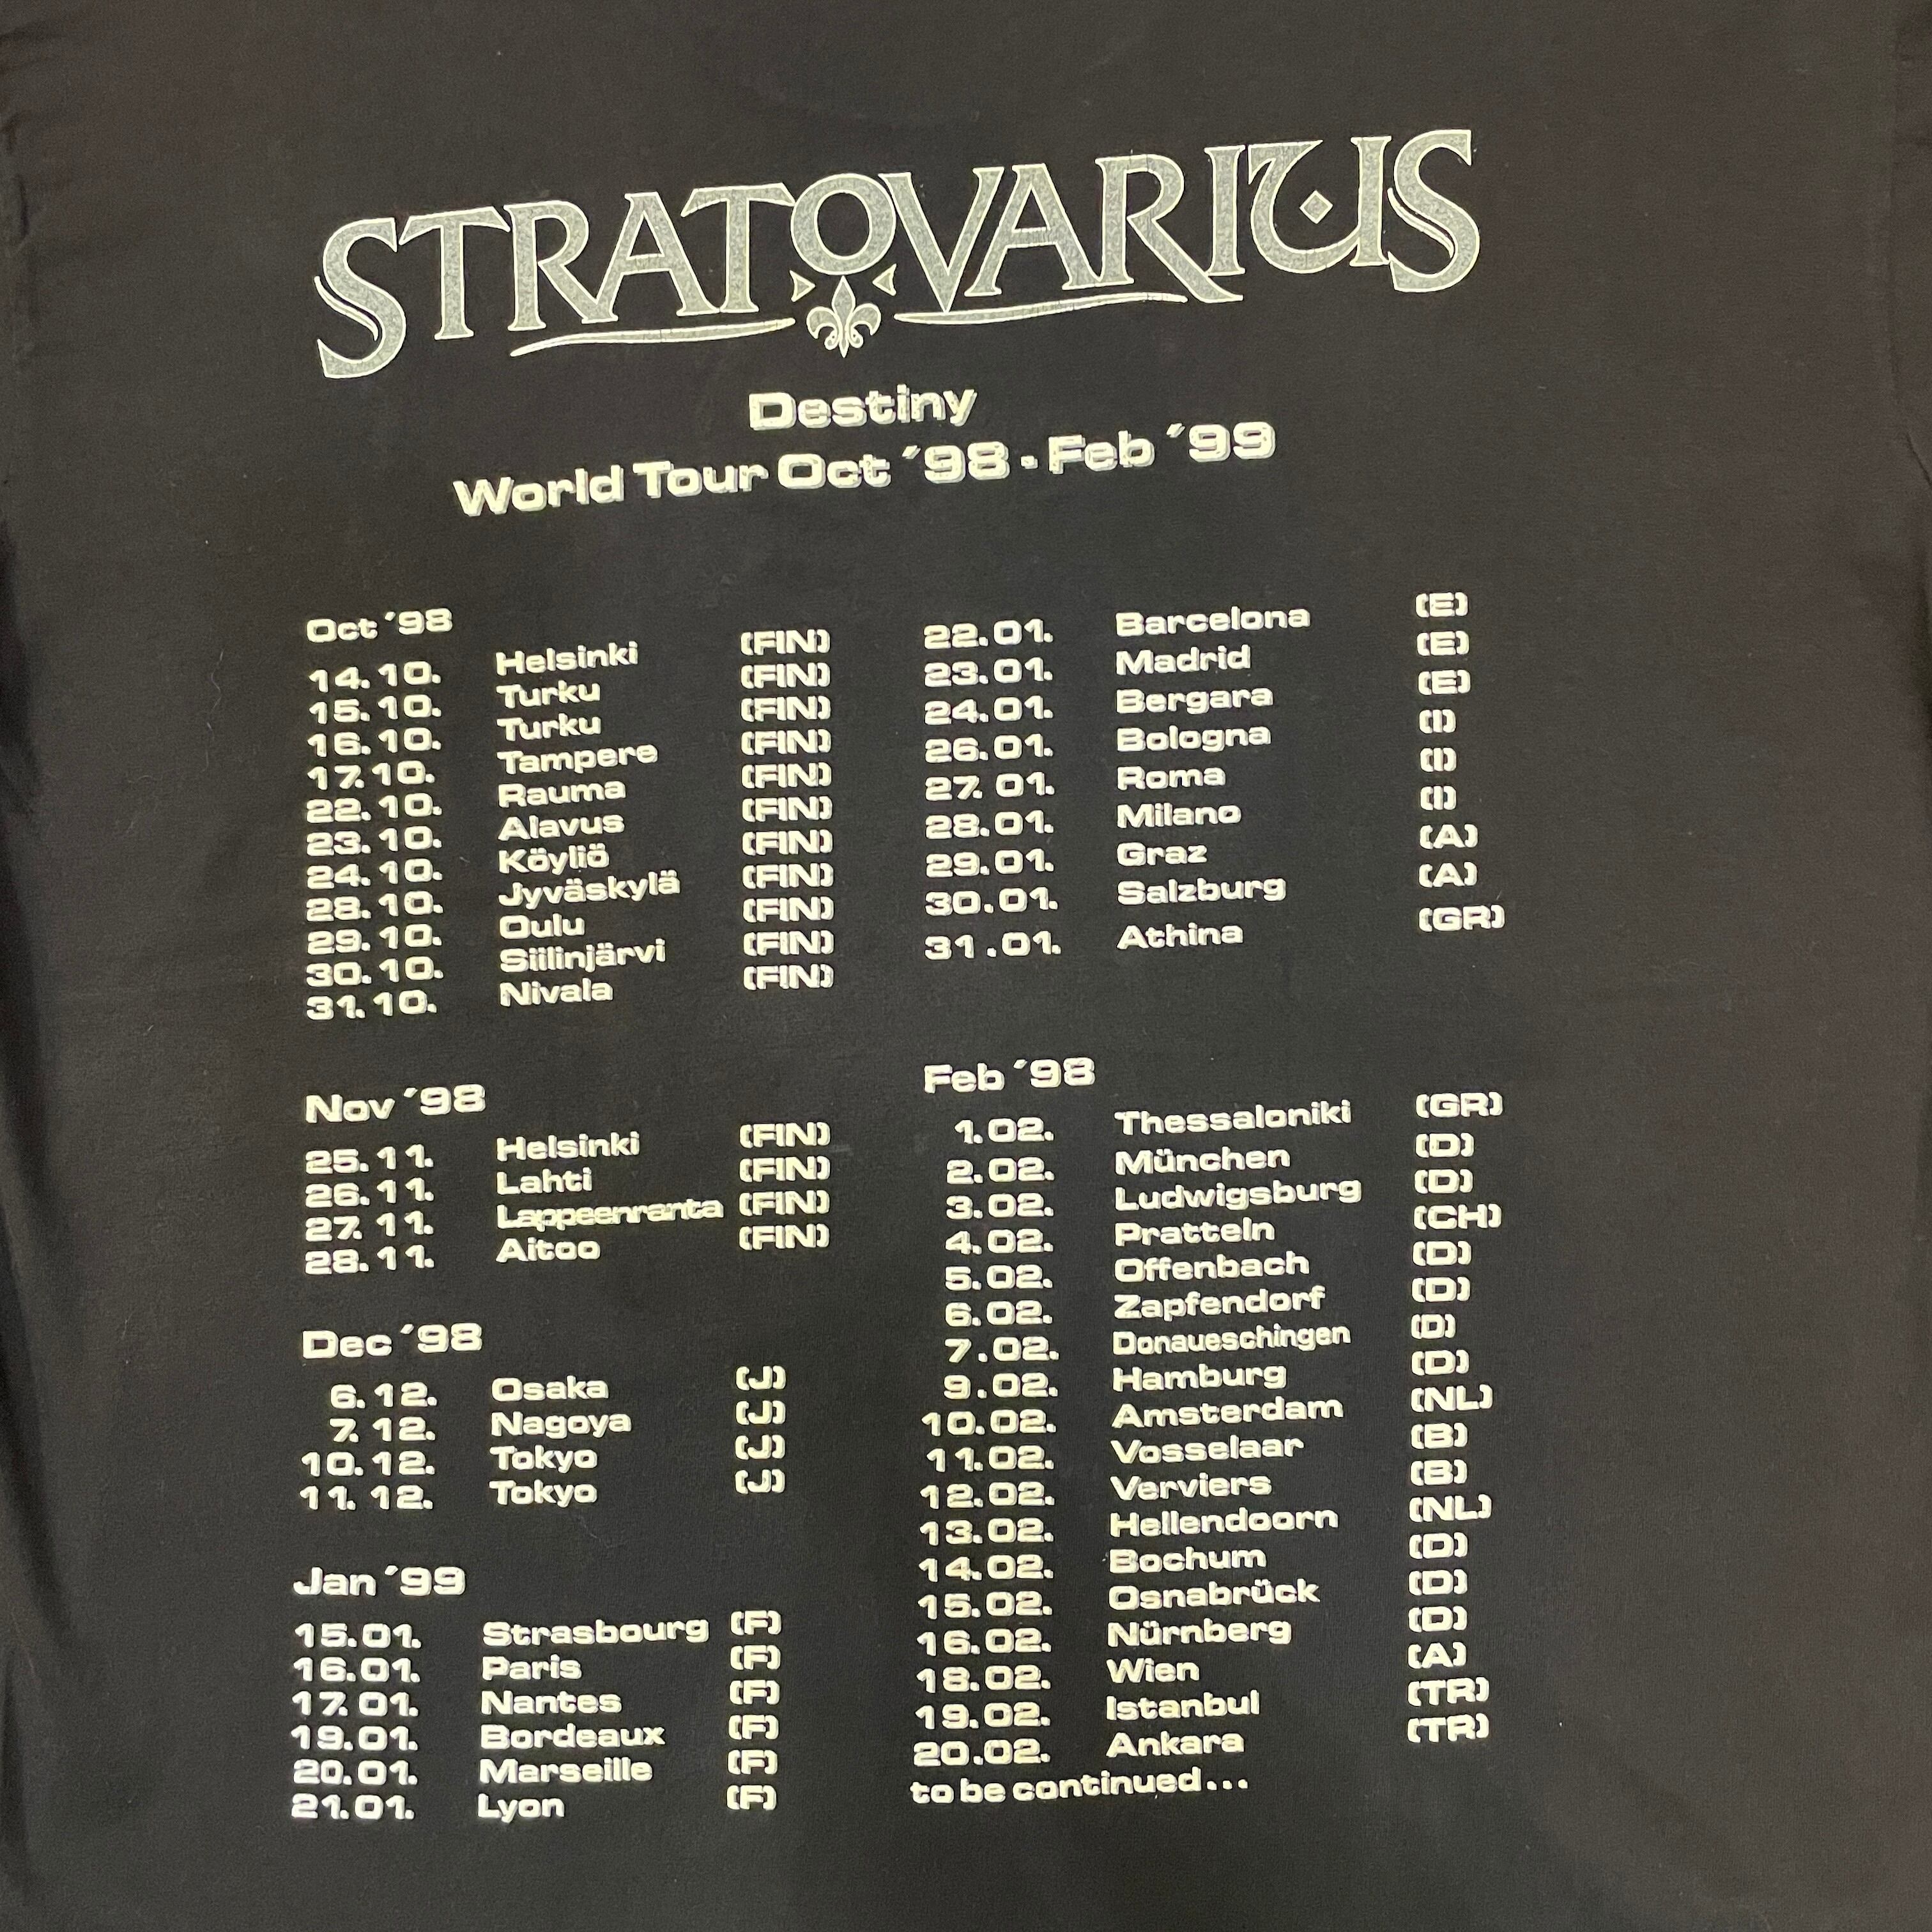 STRATOVARIUS
Destiny
World Tour Oct ´98 - Feb ´99
Oct ´98
14.10. Helsinki (FIN)
15.10. Turku (FIN)
16.10. Turku (FIN)
17.10. Tampere (FIN)
22.10. Rauma (FIN)
23.10. Alavus (FIN)
24.10. Köyliö (FIN)
28.10. Jyväskylä (FIN)
29.10. Oulu (FIN)
30.10. Siilinjärvi (FIN)
31.10. Nivala (FIN)
Nov ´98
25.11. Helsinki (FIN)
26.11. Lahti (FIN)
27.11. Lappeenranta (FIN)
28.11. Aitoo (FIN)
Dec ´98
6.12. Osaka (J)
7.12. Nagoya (J)
10.12. Tokyo (J)
11.12. Tokyo (J)
Jan ´99
15.01. Strasbourg (F)
16.01. Paris (F)
17.01. Nantes (F)
19.01. Bordeaux (F)
20.01. Marseille (F)
21.01. Lyon (F)
22.01. Barcelona (E)
23.01. Madrid (E)
24.01. Bergara (E)
26.01. Bologna (I)
27.01. Roma (I)
28.01. Milano (I)
29.01. Graz (A)
30.01. Salzburg (A)
31.01. Athina (GR)
Feb ´98
1.02. Thessaloniki (GR)
2.02. München (D)
3.02. Ludwigsburg (D)
4.02. Pratteln (CH)
5.02. Offenbach (D)
6.02. Zapfendorf (D)
7.02. Donaueschingen (D)
9.02. Hamburg (D)
10.02. Amsterdam (NL)
11.02. Vosselaar (B)
12.02. Verviers (B)
13.02. Hellendoorn (NL)
14.02. Bochum (D)
15.02. Osnabrück (D)
16.02. Nürnberg (D)
18.02. Wien (A)
19.02. Istanbul (TR)
20.02. Ankara (TR)
to be continued...